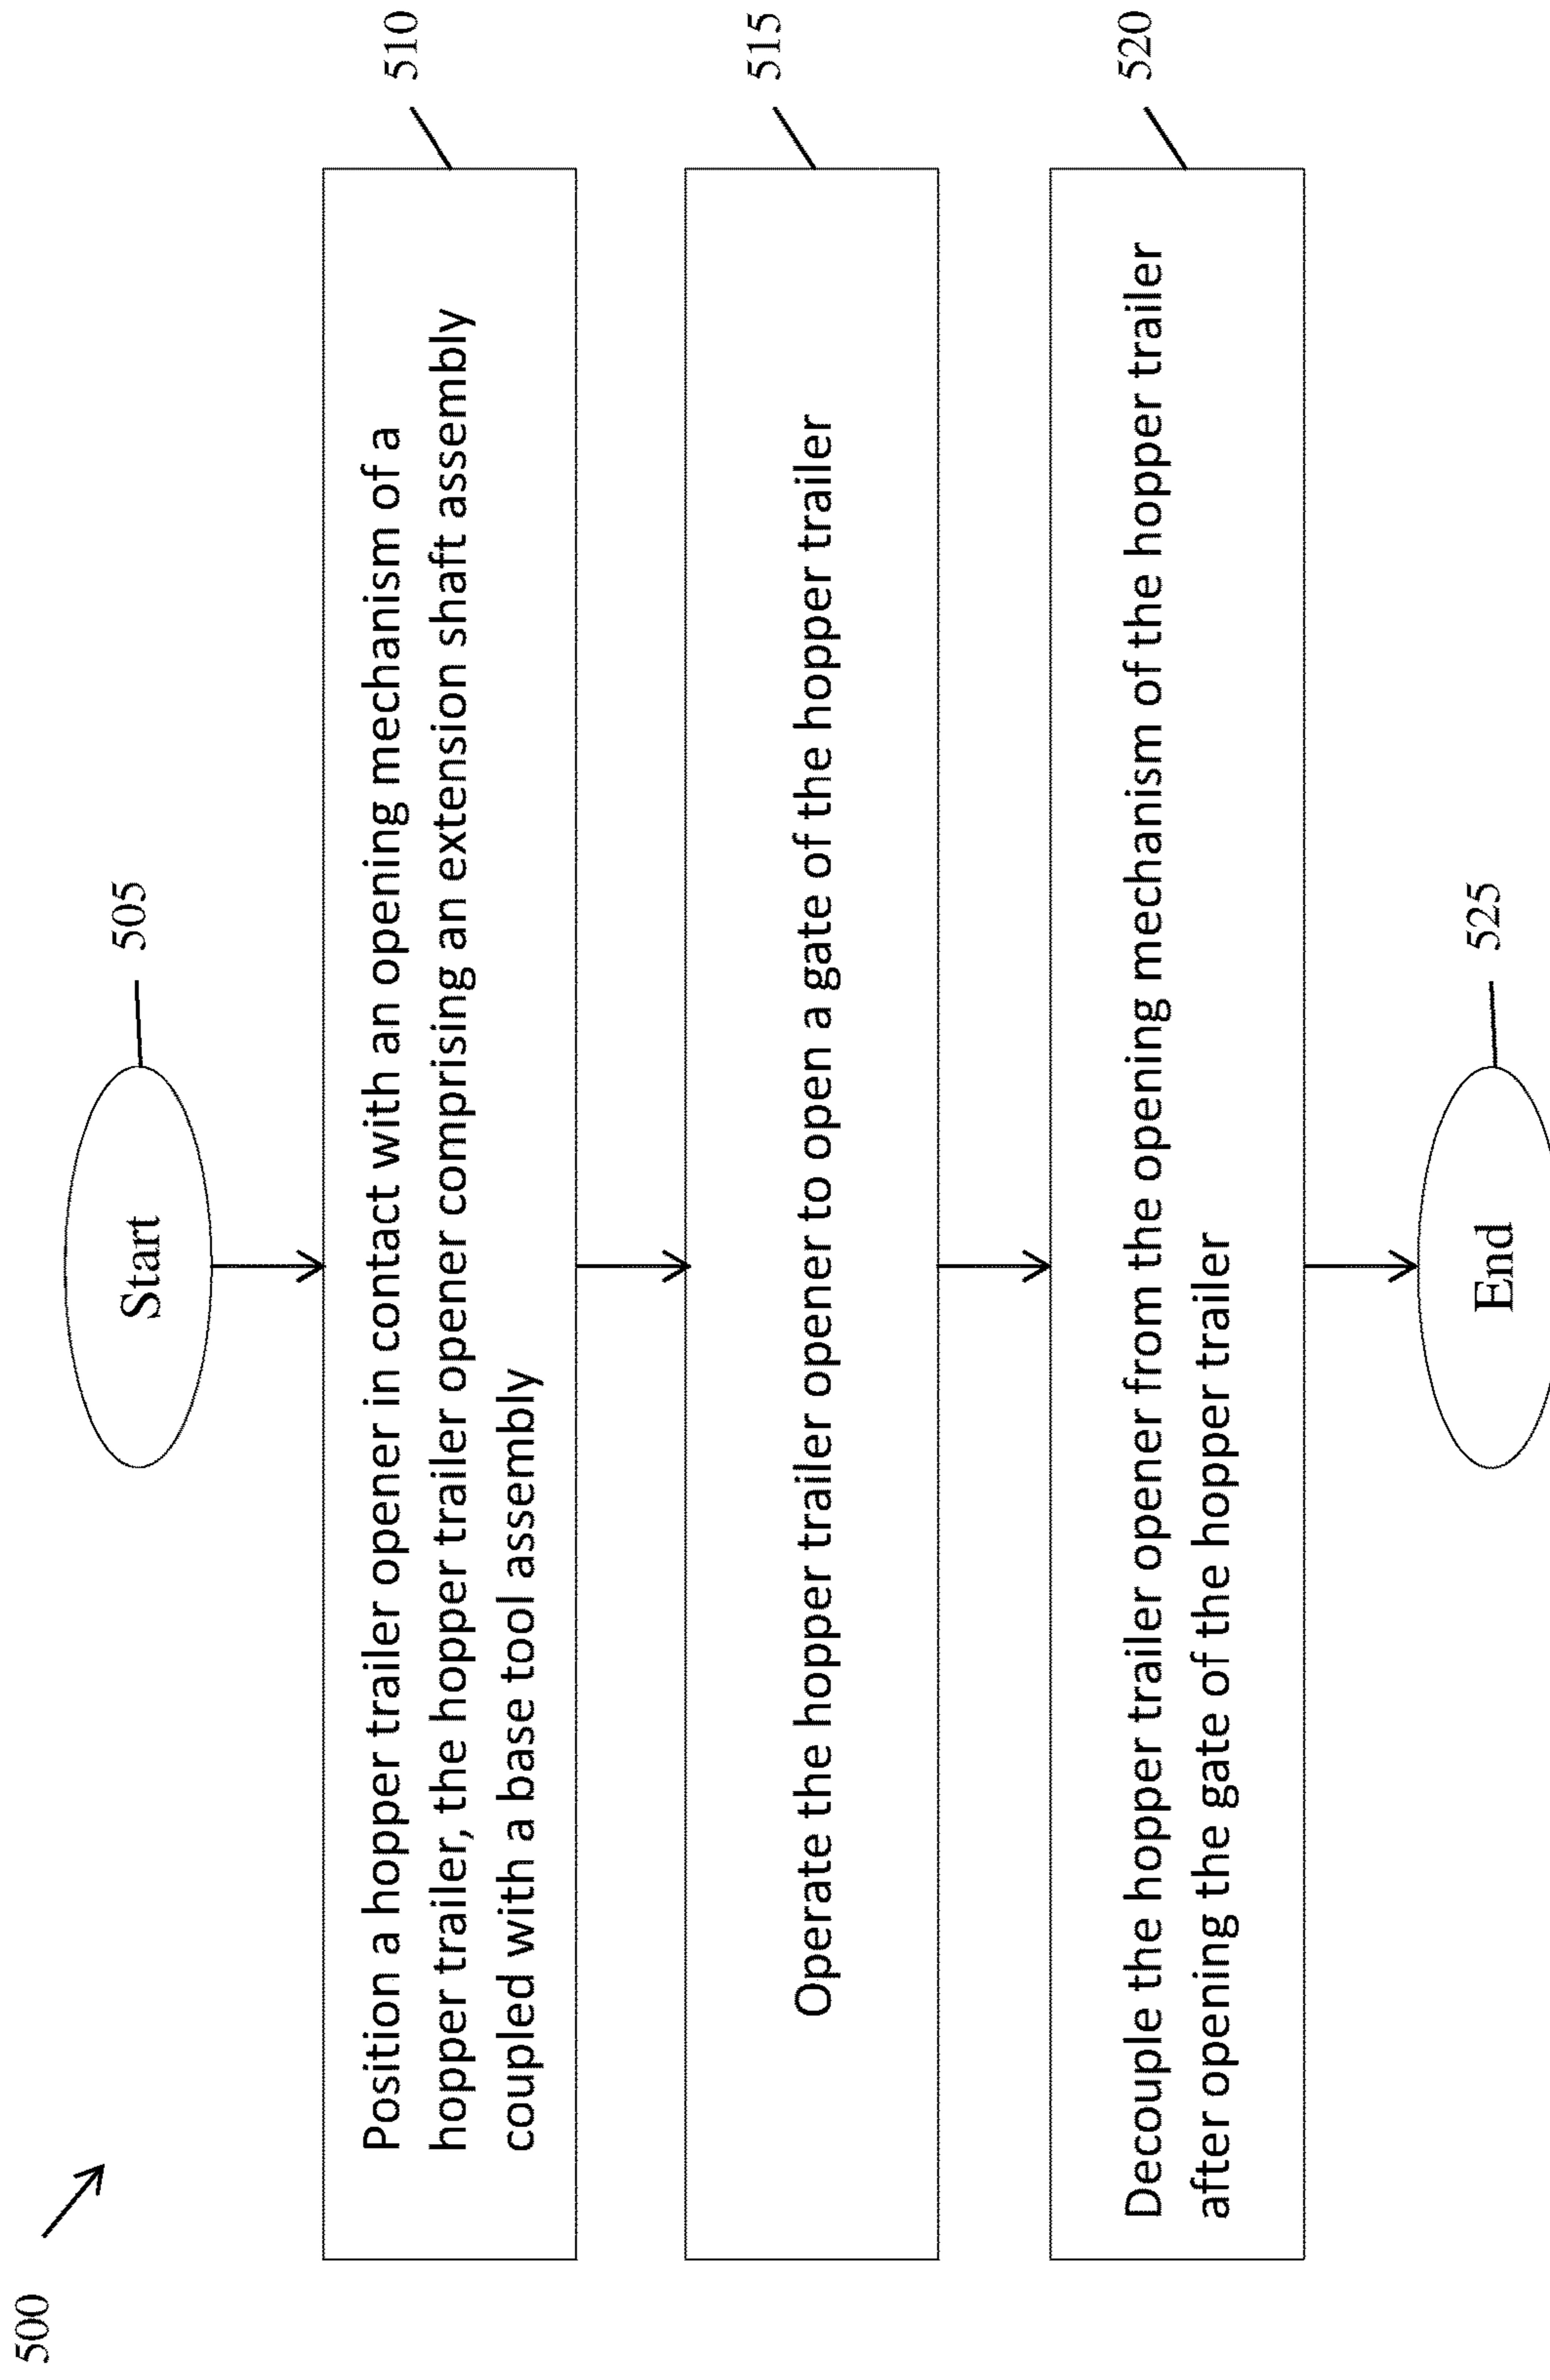 500
505
Start
510
Position a hopper trailer opener in contact with an opening mechanism of a
hopper trailer, the hopper trailer opener comprising an extension shaft assembly
coupled with a base tool assembly
515
Operate the hopper trailer opener to open a gate of the hopper trailer
520
Decouple the hopper trailer opener from the opening mechanism of the hopper trailer
after opening the gate of the hopper trailer
525
End